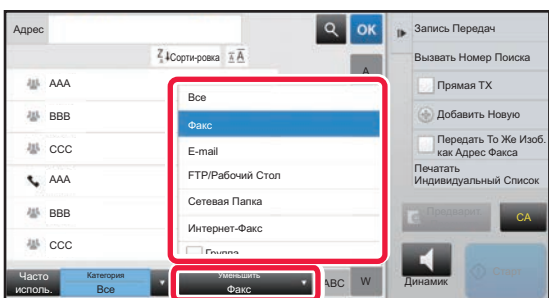 Адрес
OK
Сорти-ровка
A
AAA
BBB
CCC
AAA
BBB
CCC
Все
Факс
E-mail
FTP/Рабочий Стол
Сетевая Папка
Интернет-Факс
Группа
Часто исполь.
Категория
Все
Уменьшить
Факс
ABC
W
Запись Передач
Вызвать Номер Поиска
Прямая TX
Добавить Новую
Передать То Же Изоб.
как Адрес Факса
Печатать
Индивидуальный Список
CA
Динамик